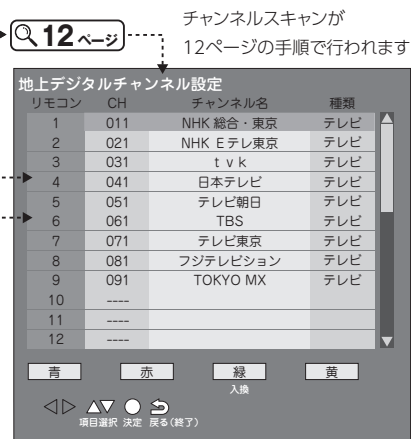 チャンネルスキャンが
12ページの手順で行われます
12ページ
地上デジタルチャンネル設定
リモコン CH チャンネル名 種類
1 011 NHK 総合・東京 テレビ
2 021 NHK Eテレ東京 テレビ
3 031 tvk テレビ
4 041 日本テレビ テレビ
5 051 テレビ朝日 テレビ
6 061 TBS テレビ
7 071 テレビ東京 テレビ
8 081 フジテレビジョン テレビ
9 091 TOKYO MX テレビ
10 ----
11 ----
12 ----
青 赤 緑 黄
入換
項目選択 決定 戻る(終了)